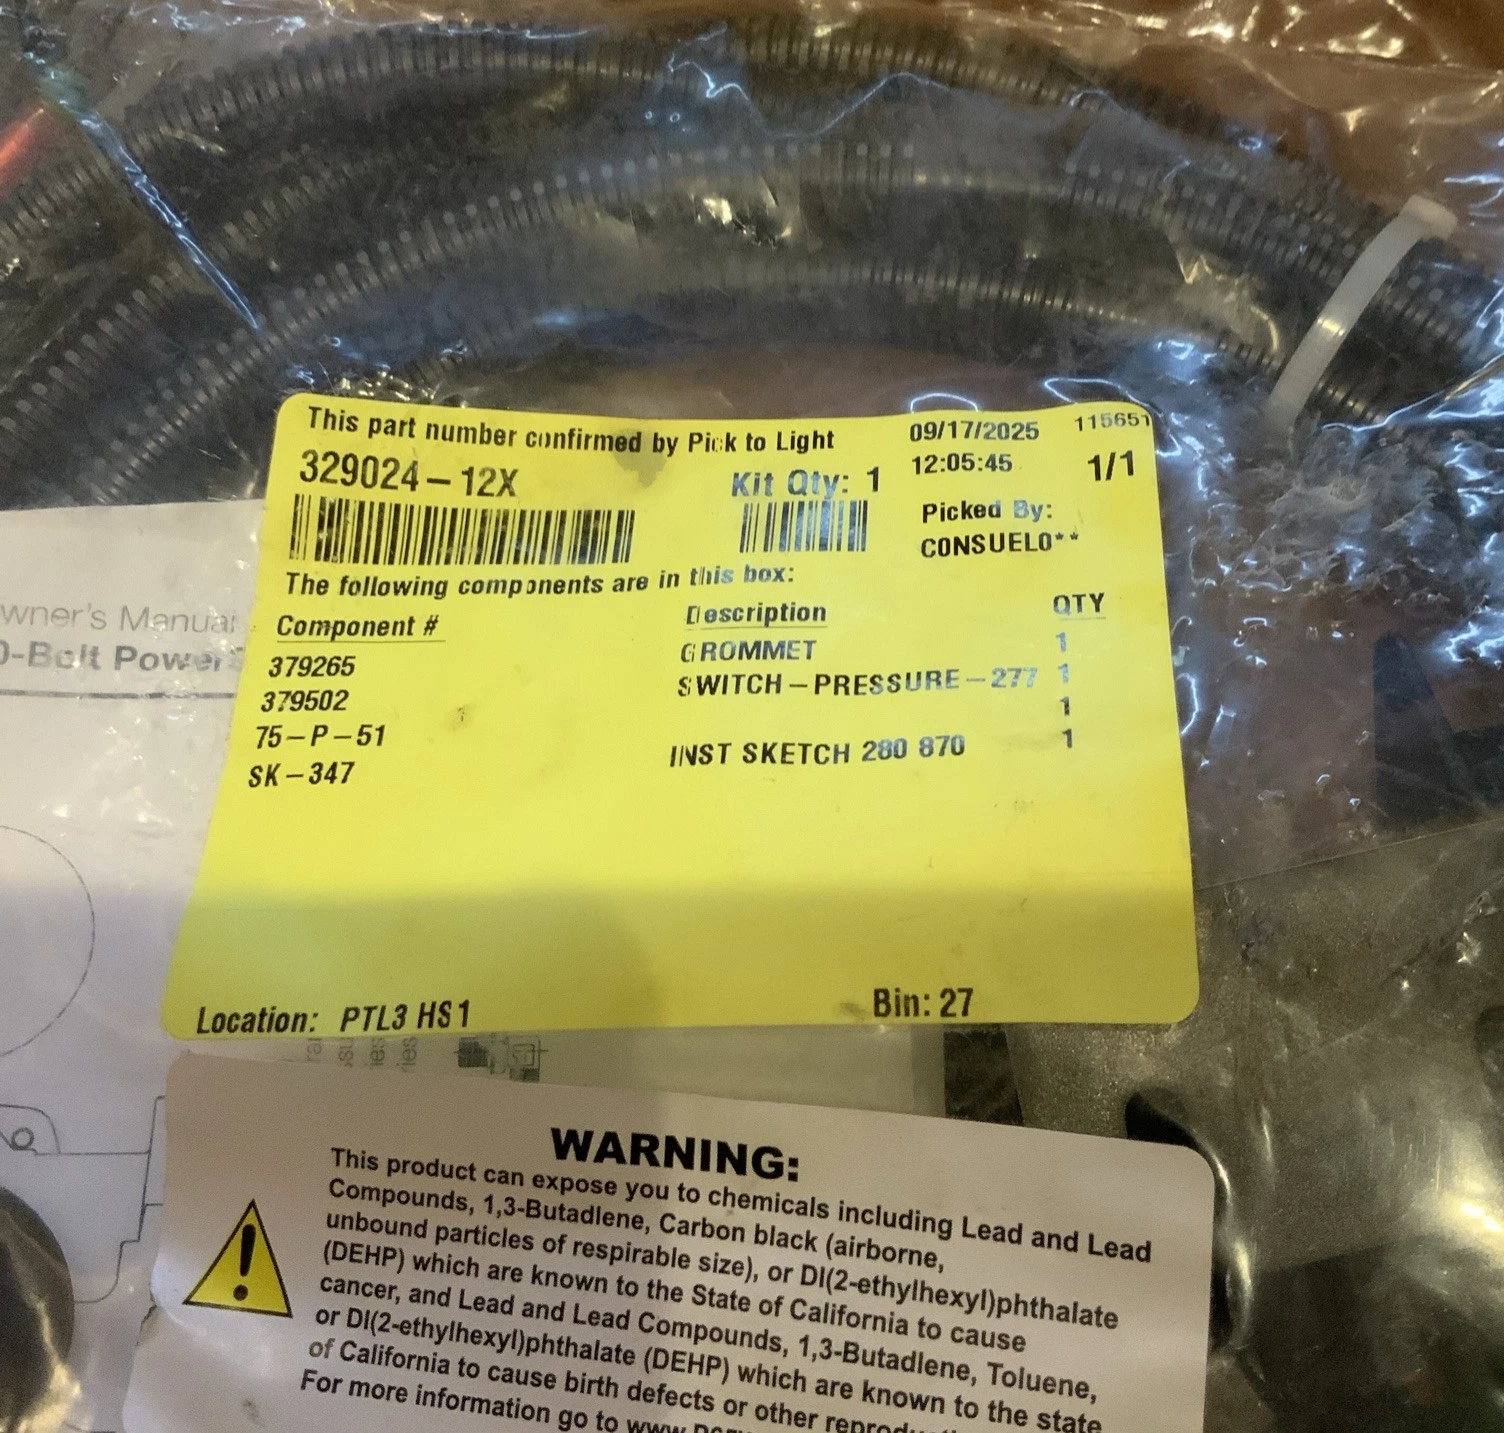 This part number confirmed by Pick to Light
09/17/2025
115651
329024-12X
Kit Qty: 1
12:05:45
1/1
Picked By:
CONSUELO**
The following components are in this box:
Component #
Description
QTY
379265
GROMMET
1
379502
SWITCH-PRESSURE-277
1
75-P-51
1
SK-347
INST SKETCH 280 870
1
Location: PTL3 HS1
Bin: 27
wner's Manual
0-Bolt Power
WARNING:
This product can expose you to chemicals including Lead and Lead
Compounds, 1,3-Butadlene, Carbon black (airborne,
unbound particles of respirable size), or DI(2-ethylhexyl)phthalate
(DEHP) which are known to the State of California to cause
cancer, and Lead and Lead Compounds, 1,3-Butadlene, Toluene,
or DI(2-ethylhexyl)phthalate (DEHP) which are known to the state
of California to cause birth defects or other reprodu
For more information go to www.